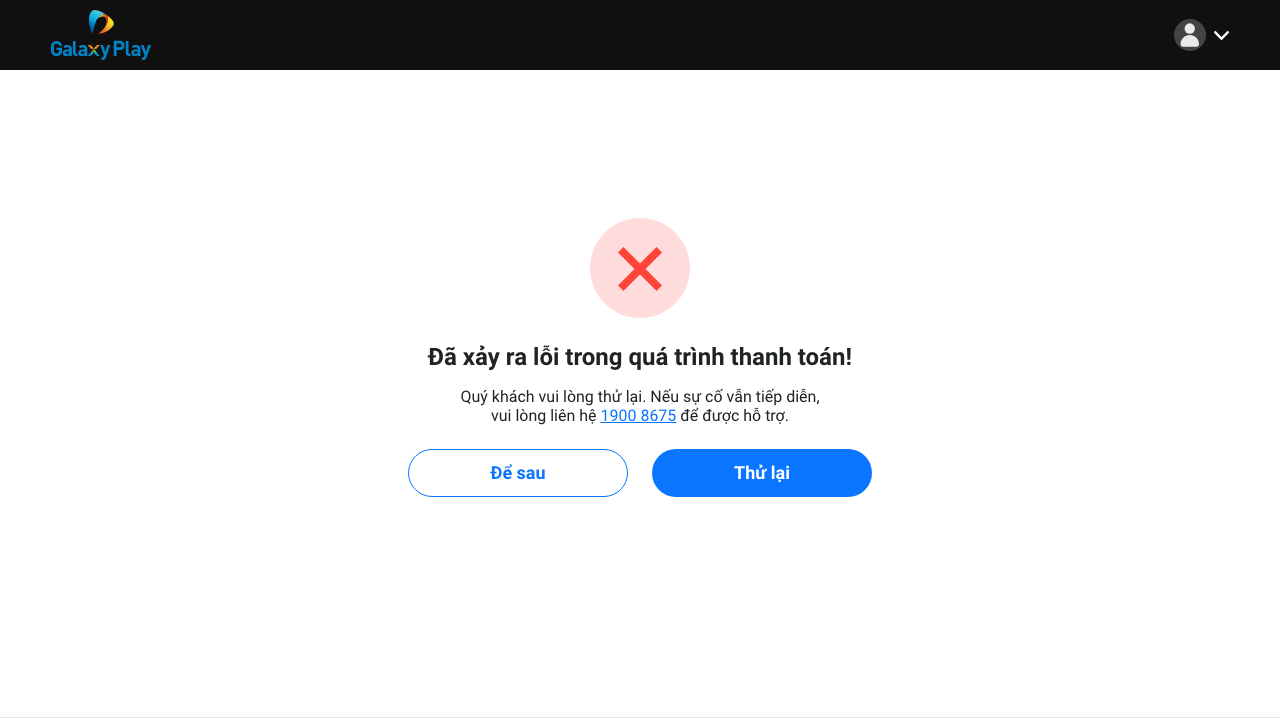 Galaxy Play
Đã xảy ra lỗi trong quá trình thanh toán!
Quý khách vui lòng thử lại. Nếu sự cố vẫn tiếp diễn,
vui lòng liên hệ 1900 8675 để được hỗ trợ.
Để sau
Thử lại